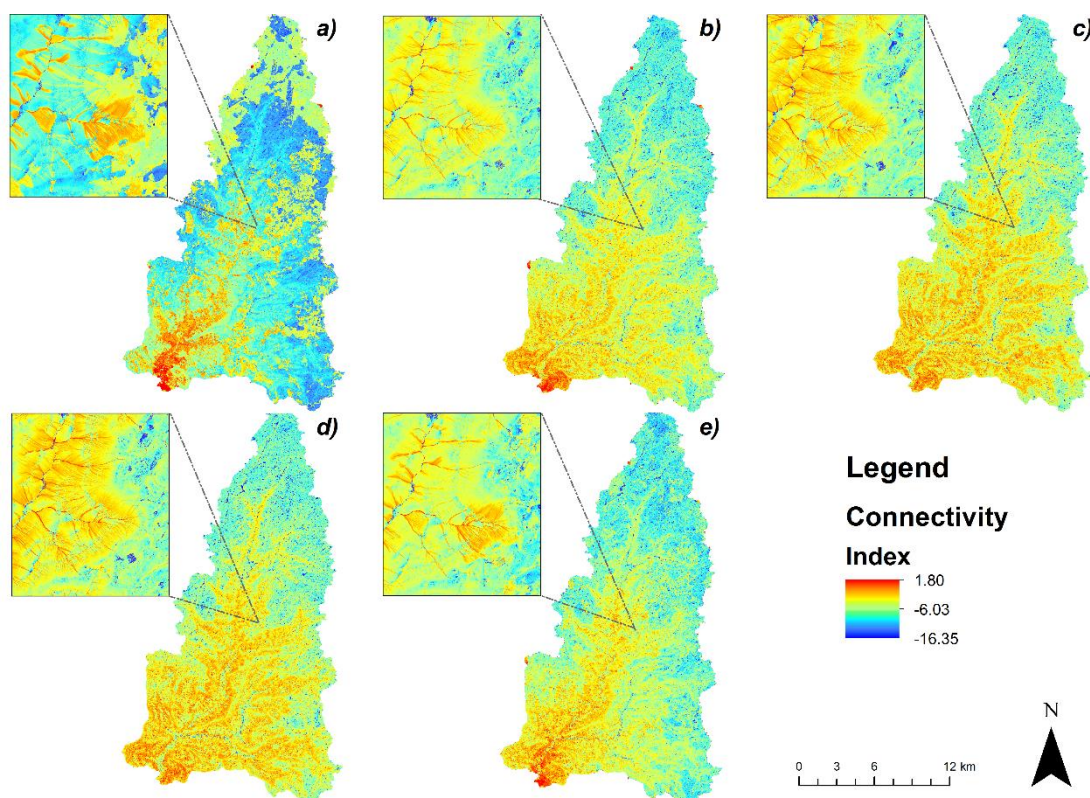 a)
b)
c)
d)
e)
Legend
Connectivity
Index
1.80
-6.03
-16.35
N
0 3 6 12 km